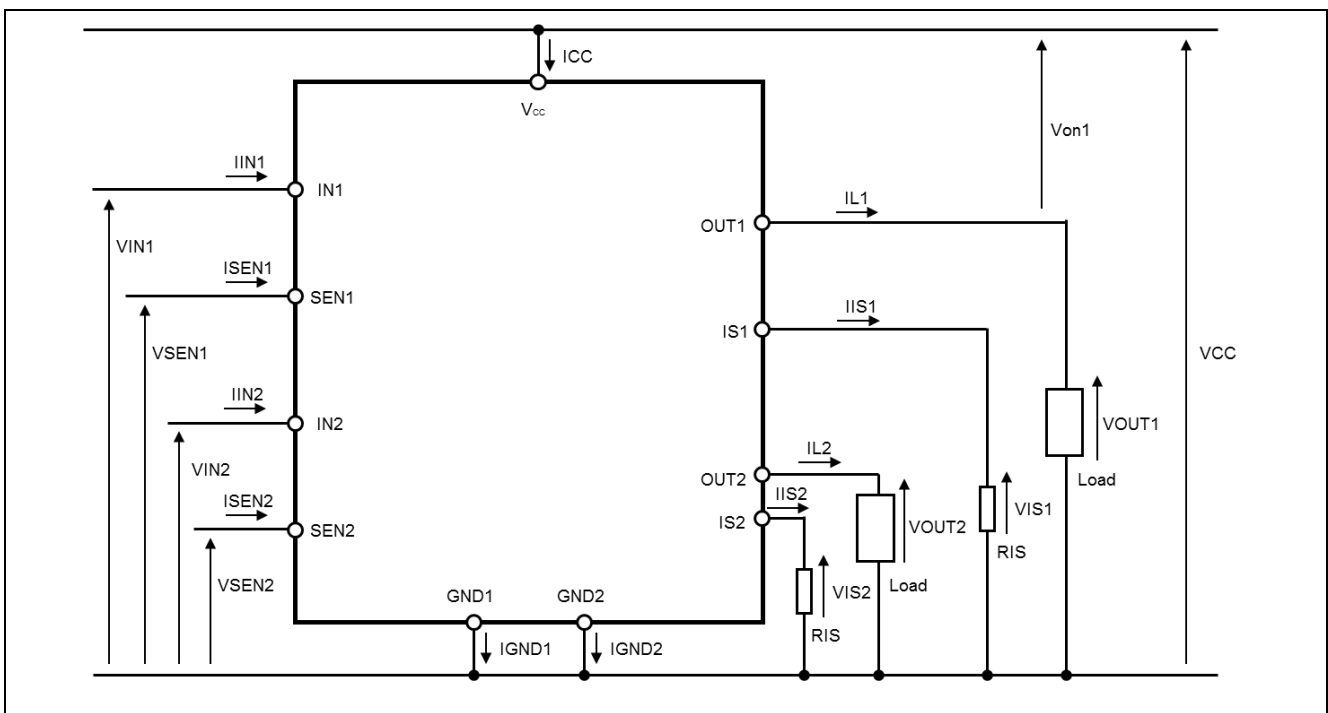 ICC
Vcc
Von1
IIN1
IN1
IL1
OUT1
VIN1
ISEN1
SEN1
IIS1
IS1
VSEN1
VCC
IIN2
IN2
VOUT1
IL2
VIN2
OUT2
Load
ISEN2
IIS2
VIS1
SEN2
IS2
VOUT2
RIS
VSEN2
GND1
GND2
VIS2
Load
RIS
IGND1
IGND2